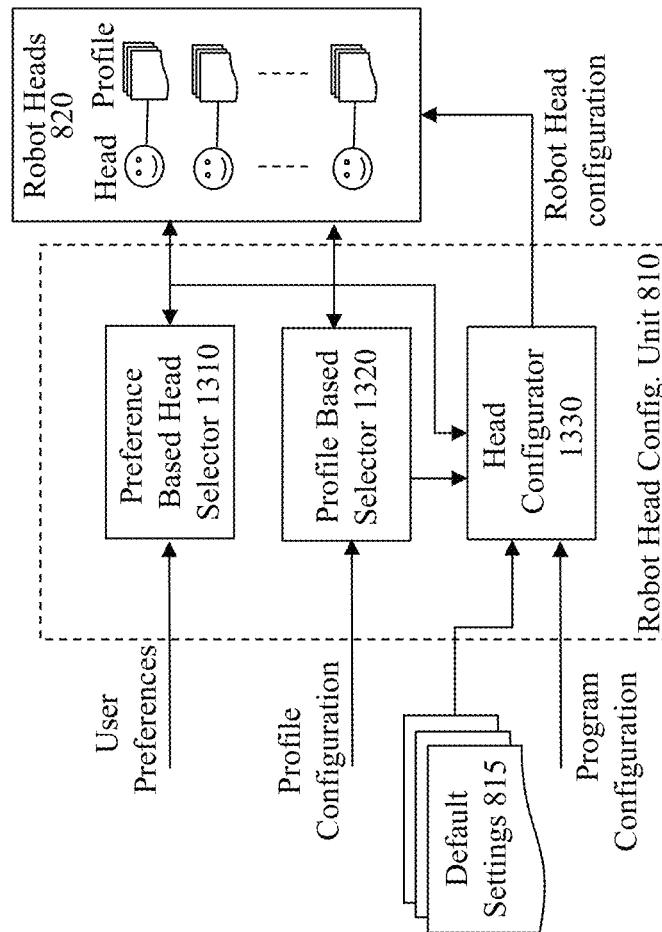 Robot Heads
820
Head
Profile
User
Preferences
Preference
Based Head
Selector 1310
Profile
Configuration
Profile Based
Selector 1320
Default
Settings 815
Program
Configuration
Head
Configurator
1330
Robot Head
configuration
Robot Head Config. Unit 810